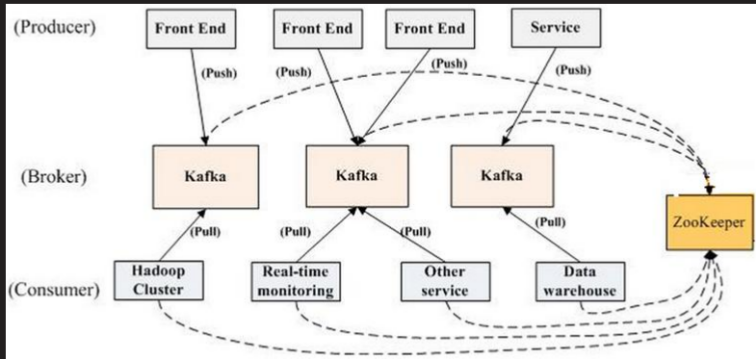 (Producer)
Front End
Front End
Front End
Service
(Push)
(Push)
(Push)
(Push)
(Broker)
Kafka
Kafka
Kafka
ZooKeeper
(Pull)
(Pull)
(Pull)
(Pull)
(Consumer)
Hadoop
Cluster
Real-time
monitoring
Other
service
Data
warehouse